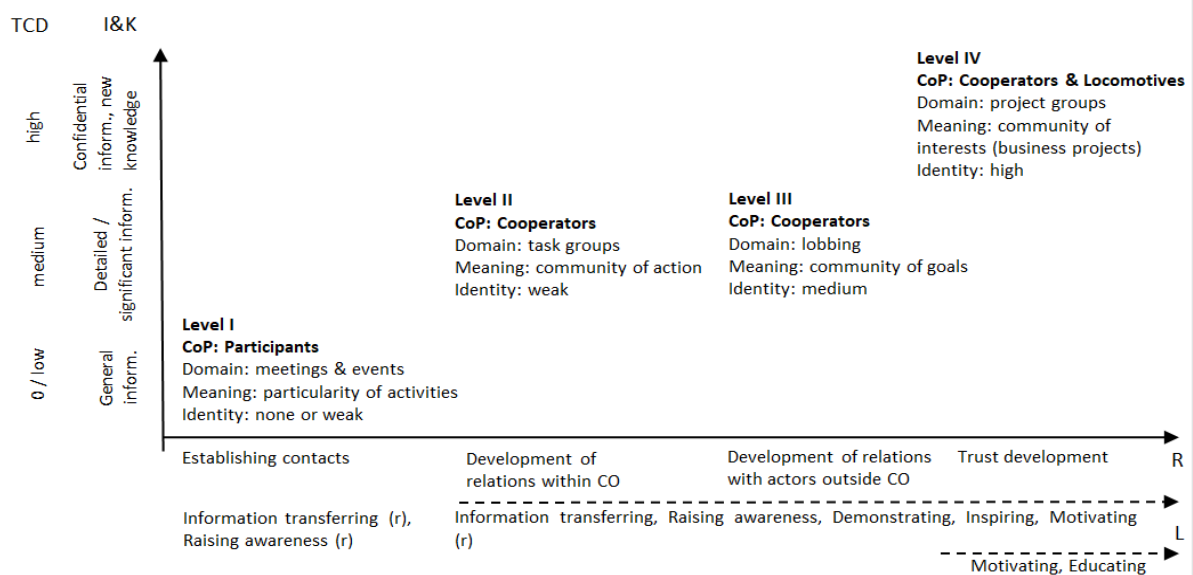 TCD
I&K
high
Confidential
inform., new
knowledge
medium
Detailed /
significant inform.
0 / low
General
inform.
Level IV
CoP: Cooperators & Locomotives
Domain: project groups
Meaning: community of
interests (business projects)
Identity: high
Level II
CoP: Cooperators
Domain: task groups
Meaning: community of action
Identity: weak
Level III
CoP: Cooperators
Domain: lobbing
Meaning: community of goals
Identity: medium
Level I
CoP: Participants
Domain: meetings & events
Meaning: particularity of activities
Identity: none or weak
Establishing contacts
Development of
relations within CO
Development of relations
with actors outside CO
Trust development
R
Information transferring (r),
Raising awareness (r)
Information transferring, Raising awareness, Demonstrating, Inspiring, Motivating
(r)
L
Motivating, Educating